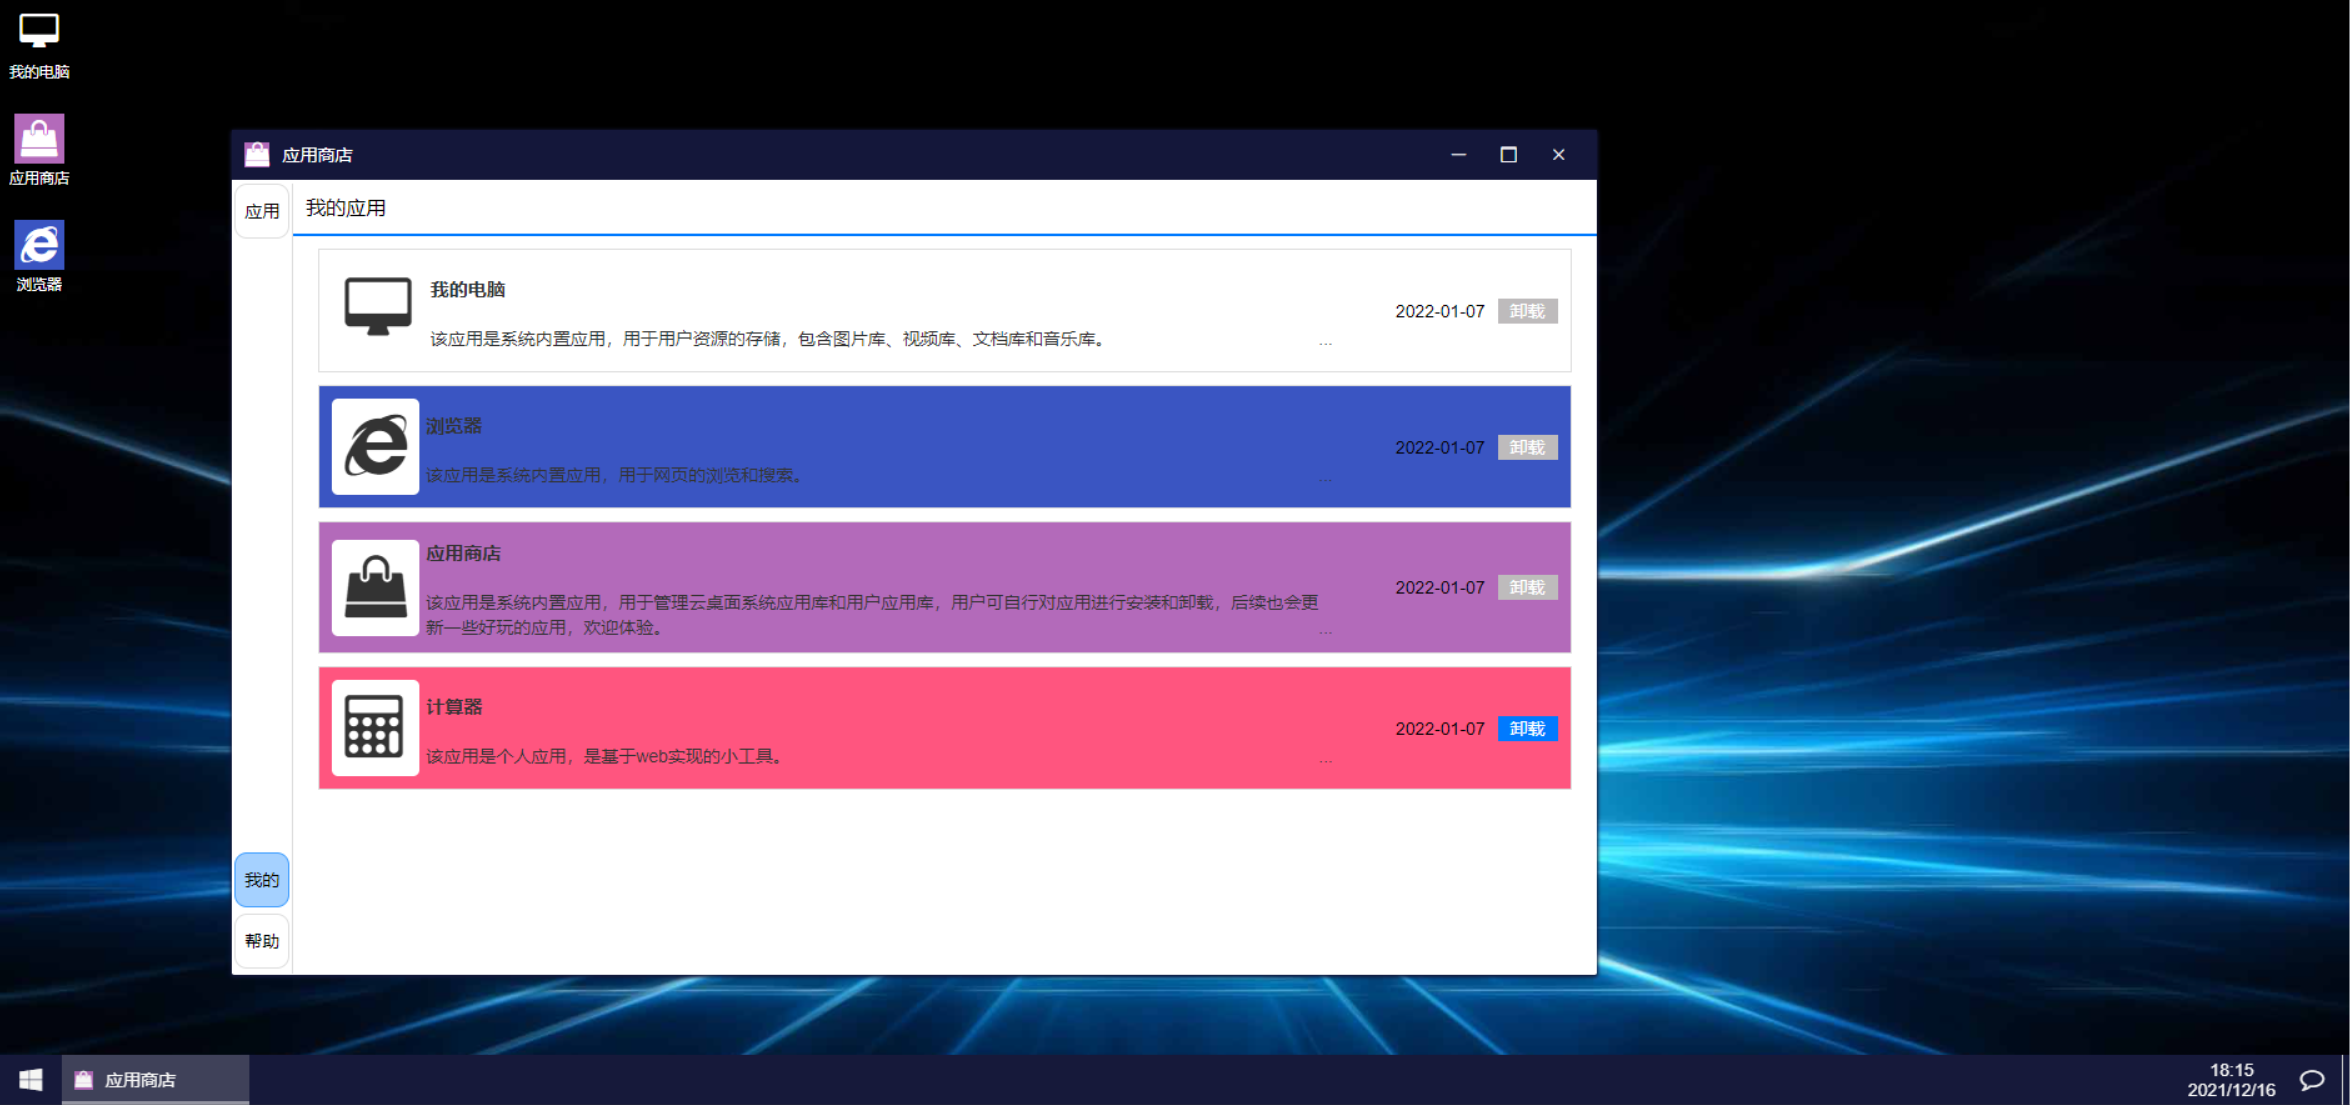 我的电脑
应用商店
浏览器
应用商店
应用
我的应用
我的电脑
该应用是系统内置应用，用于用户资源的存储，包含图片库、视频库、文档库和音乐库。
...
2022-01-07 卸载
浏览器
该应用是系统内置应用，用于网页的浏览和搜索。
...
2022-01-07 卸载
应用商店
该应用是系统内置应用，用于管理云桌面系统应用库和用户应用库，用户可自行对应用进行安装和卸载，后续也会更
新一些好玩的应用，欢迎体验。
...
2022-01-07 卸载
计算器
该应用是个人应用，是基于web实现的小工具。
...
2022-01-07 卸载
我的
帮助
应用商店
18:15
2021/12/16